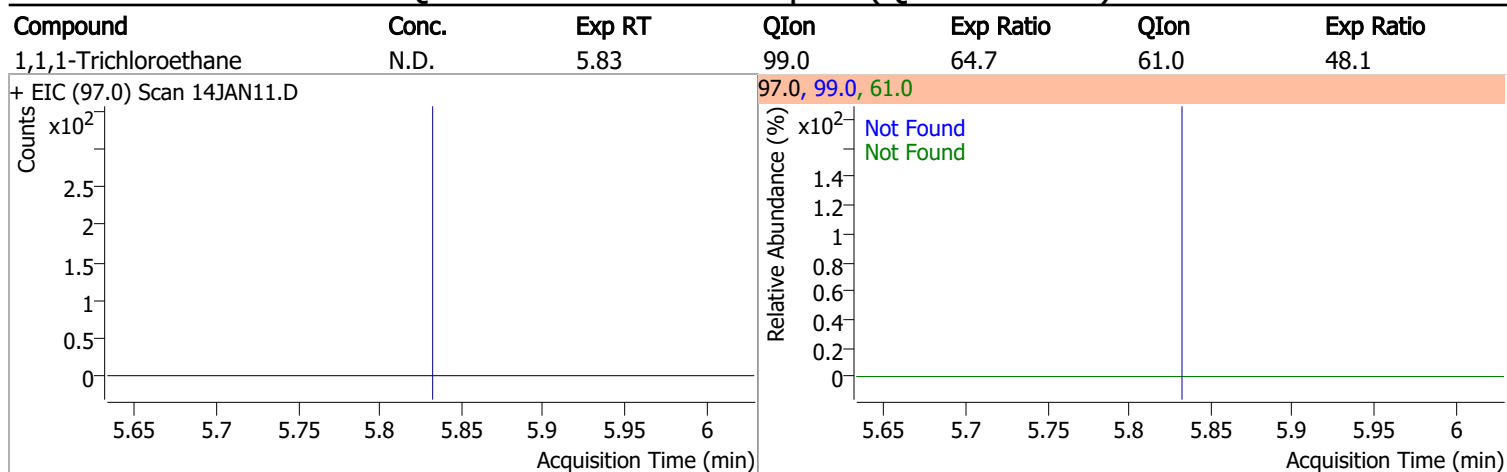 Compound Conc. Exp RT QIon Exp Ratio QIon Exp Ratio
1,1,1-Trichloroethane N.D. 5.83 99.0 64.7 61.0 48.1
+ EIC (97.0) Scan 14JAN11.D
Counts
x10²
2.5
2
1.5
1
0.5
0
5.65 5.7 5.75 5.8 5.85 5.9 5.95 6
Acquisition Time (min)
97.0, 99.0, 61.0
Relative Abundance (%)
x10²
Not Found
Not Found
1.4
1.2
1
0.8
0.6
0.4
0.2
0
5.65 5.7 5.75 5.8 5.85 5.9 5.95 6
Acquisition Time (min)